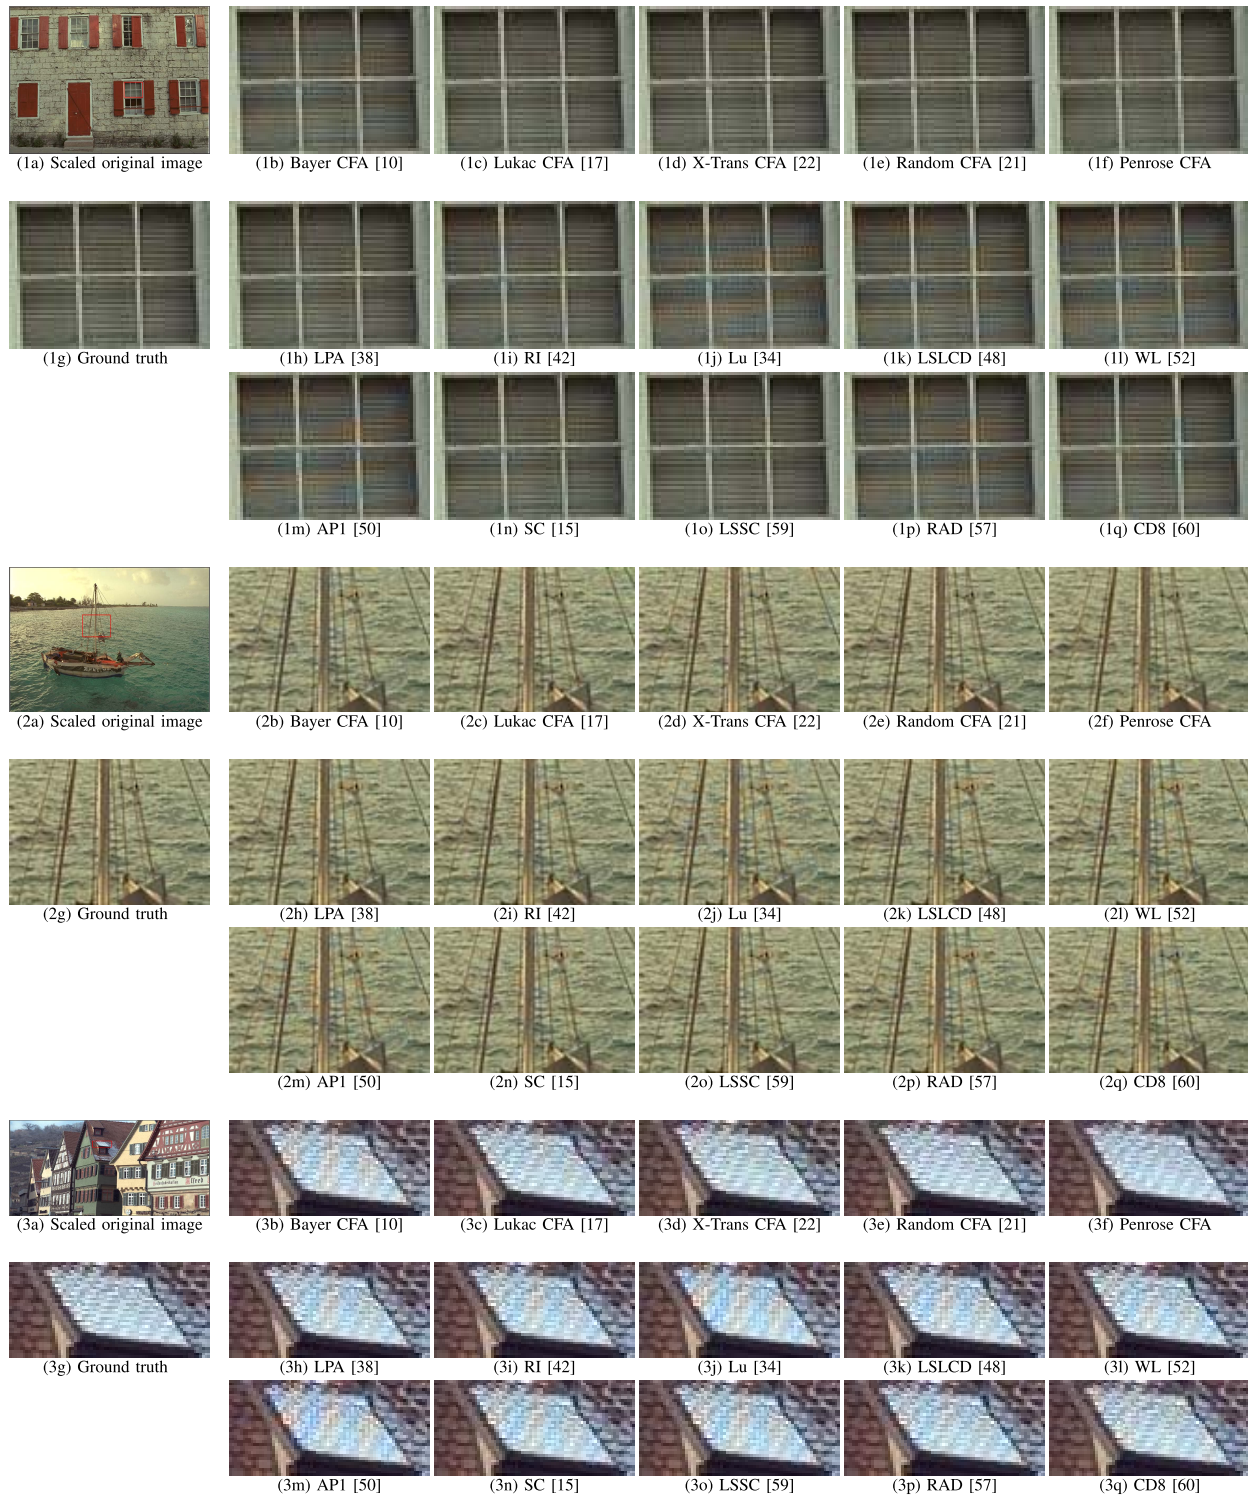 (1a) Scaled original image
(1b) Bayer CFA [10]
(1c) Lukac CFA [17]
(1d) X-Trans CFA [22]
(1e) Random CFA [21]
(1f) Penrose CFA
(1g) Ground truth
(1h) LPA [38]
(1i) RI [42]
(1j) Lu [34]
(1k) LSLCD [48]
(1l) WL [52]
(1m) AP1 [50]
(1n) SC [15]
(1o) LSSC [59]
(1p) RAD [57]
(1q) CD8 [60]
(2a) Scaled original image
(2b) Bayer CFA [10]
(2c) Lukac CFA [17]
(2d) X-Trans CFA [22]
(2e) Random CFA [21]
(2f) Penrose CFA
(2g) Ground truth
(2h) LPA [38]
(2i) RI [42]
(2j) Lu [34]
(2k) LSLCD [48]
(2l) WL [52]
(2m) AP1 [50]
(2n) SC [15]
(2o) LSSC [59]
(2p) RAD [57]
(2q) CD8 [60]
Alfred
(3a) Scaled original image
(3b) Bayer CFA [10]
(3c) Lukac CFA [17]
(3d) X-Trans CFA [22]
(3e) Random CFA [21]
(3f) Penrose CFA
(3g) Ground truth
(3h) LPA [38]
(3i) RI [42]
(3j) Lu [34]
(3k) LSLCD [48]
(3l) WL [52]
(3m) AP1 [50]
(3n) SC [15]
(3o) LSSC [59]
(3p) RAD [57]
(3q) CD8 [60]